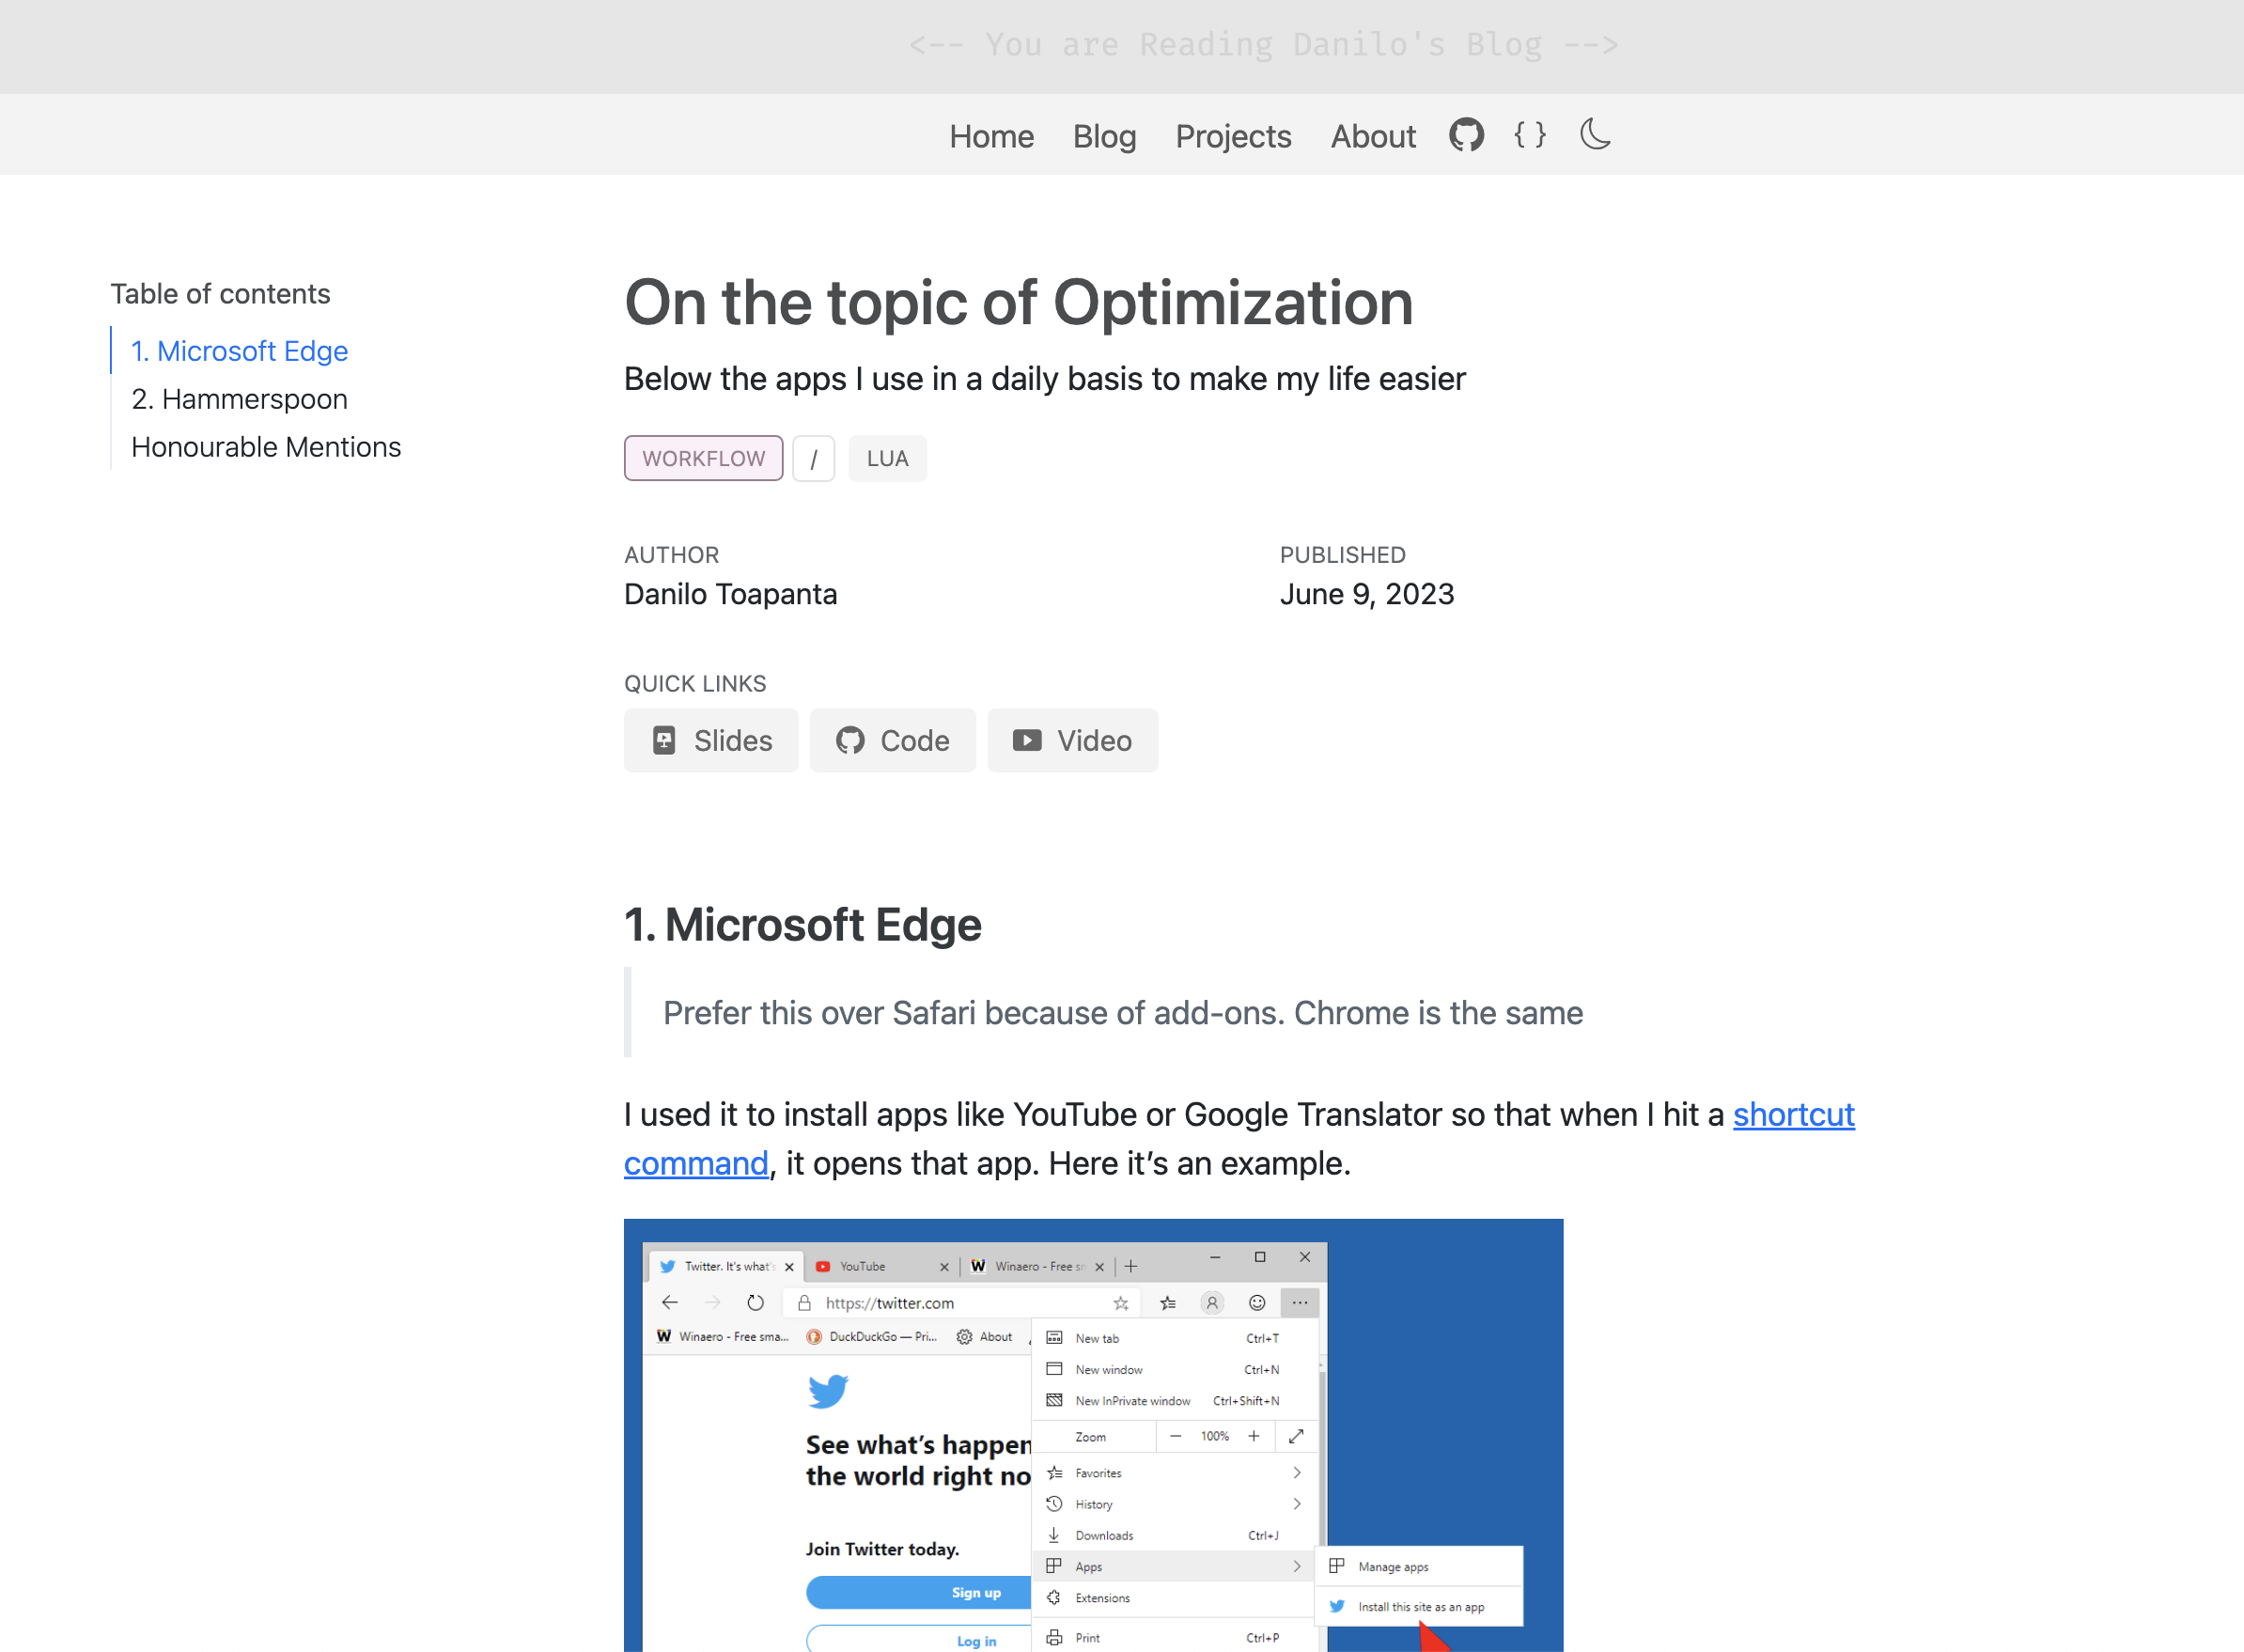 <-- You are Reading Danilo's Blog -->
Home Blog Projects About { }
Table of contents
1. Microsoft Edge
2. Hammerspoon
Honourable Mentions
On the topic of Optimization
Below the apps I use in a daily basis to make my life easier
WORKFLOW / LUA
AUTHOR
Danilo Toapanta
PUBLISHED
June 9, 2023
QUICK LINKS
Slides Code Video
1. Microsoft Edge
Prefer this over Safari because of add-ons. Chrome is the same
I used it to install apps like YouTube or Google Translator so that when I hit a shortcut
command, it opens that app. Here it’s an example.
Twitter. It's what's YouTube Winaero - Free sn
https://twitter.com
Winaero - Free sma... DuckDuckGo — Pri... About
See what’s happen
the world right no
Join Twitter today.
Sign up
Log in
New tab Ctrl+T
New window Ctrl+N
New InPrivate window Ctrl+Shift+N
Zoom — 100% +
Favorites
History
Downloads Ctrl+J
Apps
Extensions
Print Ctrl+P
Manage apps
Install this site as an app